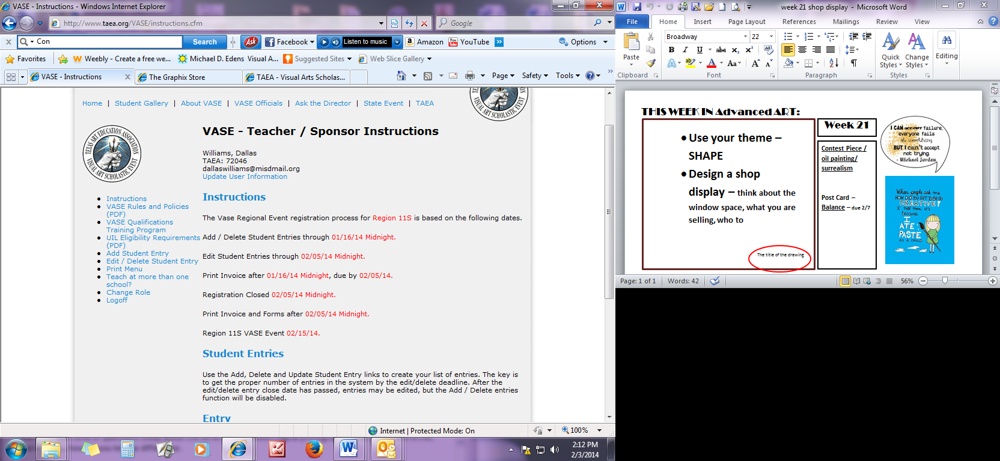 VASE - Instructions - Windows Internet Explorer
http://www.taea.org/VASE/instructions.cfm
Google
x Con Search Ask Facebook Listen to music Amazon YouTube » Options
Favorites Weebly - Create a free we... Michael D. Edens Visual A... Suggested Sites Web Slice Gallery
VASE - Instructions The Graphix Store TAEA - Visual Arts Scholas... Page Safety Tools »
Home | Student Gallery | About VASE | VASE Officials | Ask the Director | State Event | TAEA
TEXAS ART EDUCATION ASSOCIATION
VISUAL ART SCHOLASTIC EVENT
VISUAL ART SCHOLASTIC EVENT
Instructions
VASE Rules and Policies
(PDF)
VASE Qualifications
Training Program
UIL Eligibility Requirements
(PDF)
Add Student Entry
Edit / Delete Student Entry
Print Menu
Teach at more than one
school?
Change Role
Logoff
VASE - Teacher / Sponsor Instructions
Williams, Dallas
TAEA: 72046
dallaswilliams@misdmail.org
Update User Information
Instructions
The Vase Regional Event registration process for Region 11S is based on the following dates.
Add / Delete Student Entries through 01/16/14 Midnight.
Edit Student Entries through 02/05/14 Midnight.
Print Invoice after 01/16/14 Midnight, due by 02/05/14.
Registration Closed 02/05/14 Midnight.
Print Invoice and Forms after 02/05/14 Midnight.
Region 11S VASE Event 02/15/14.
Student Entries
Use the Add, Delete and Update Student Entry links to create your list of entries. The key is
to get the proper number of entries in the system by the edit/delete deadline. After the
edit/delete entry close date has passed, entries may be edited, but the Add / Delete entries
function will be disabled.
Entry
Internet | Protected Mode: On 100%
2:12 PM
2/3/2014
week 21 shop display - Microsoft Word
File Home Insert Page Layout References Mailings Review View
Paste
Broadway 22
B I U abc x₂ x²
A ab A Aa A A
Quick
Styles
Change
Styles
Editing
Clipboard Font Paragraph Styles
THIS WEEK IN Advanced ART:
• Use your theme –
SHAPE
• Design a shop
display – think about the
window space, what you are
selling, who to
The title of the drawing
Week 21
Contest Piece /
oil painting/
surrealism
Post Card –
Balance – due 2/7
I CAN accept failure,
everyone fails
at something
BUT I can't accept
not trying.
- Michael Jordan
When people ask me
HOW DID YOU GET TO BE SO
CREATIVE?
I tell them it's
because
I
ATE
PASTE
AS A CHILD
Page: 1 of 1 Words: 42 56%